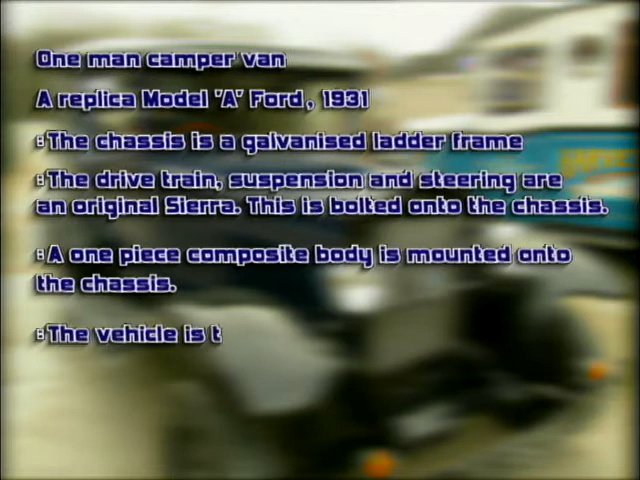 One man camper van
A replica Model "A" Ford, 1931
:The chassis is a galvanised ladder frame
:The drive train, suspension and steering are
an original Sierra. This is bolted onto the chassis.
:A one piece composite body is mounted onto
the chassis.
:The vehicle is t